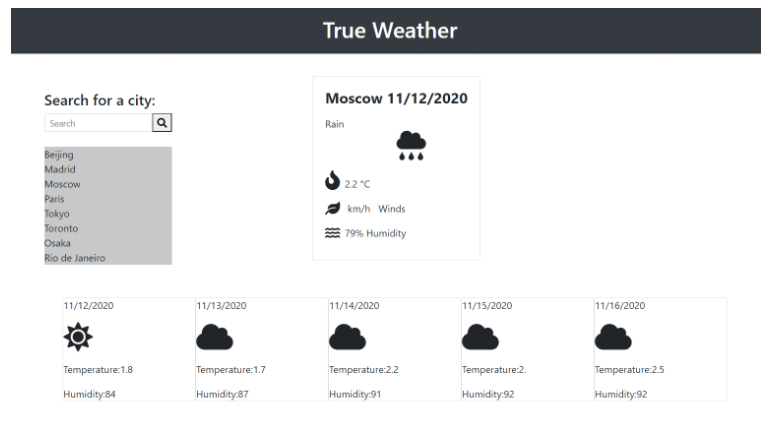 True Weather
Search for a city:
Search
Beijing
Madrid
Moscow
Paris
Tokyo
Toronto
Osaka
Rio de Janeiro
Moscow 11/12/2020
Rain
2.2 °C
km/h Winds
79% Humidity
11/12/2020
Temperature:1.8
Humidity:84
11/13/2020
Temperature:1.7
Humidity:87
11/14/2020
Temperature:2.2
Humidity:91
11/15/2020
Temperature:2.
Humidity:92
11/16/2020
Temperature:2.5
Humidity:92